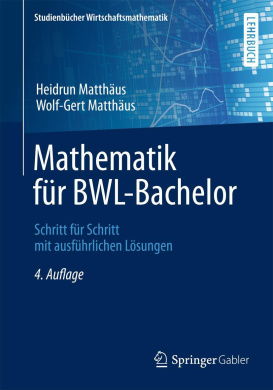 Studienbücher Wirtschaftsmathematik
LEHRBUCH
Heidrun Matthäus
Wolf-Gert Matthäus
Mathematik
für BWL-Bachelor
Schritt für Schritt
mit ausführlichen Lösungen
4. Auflage
Springer Gabler